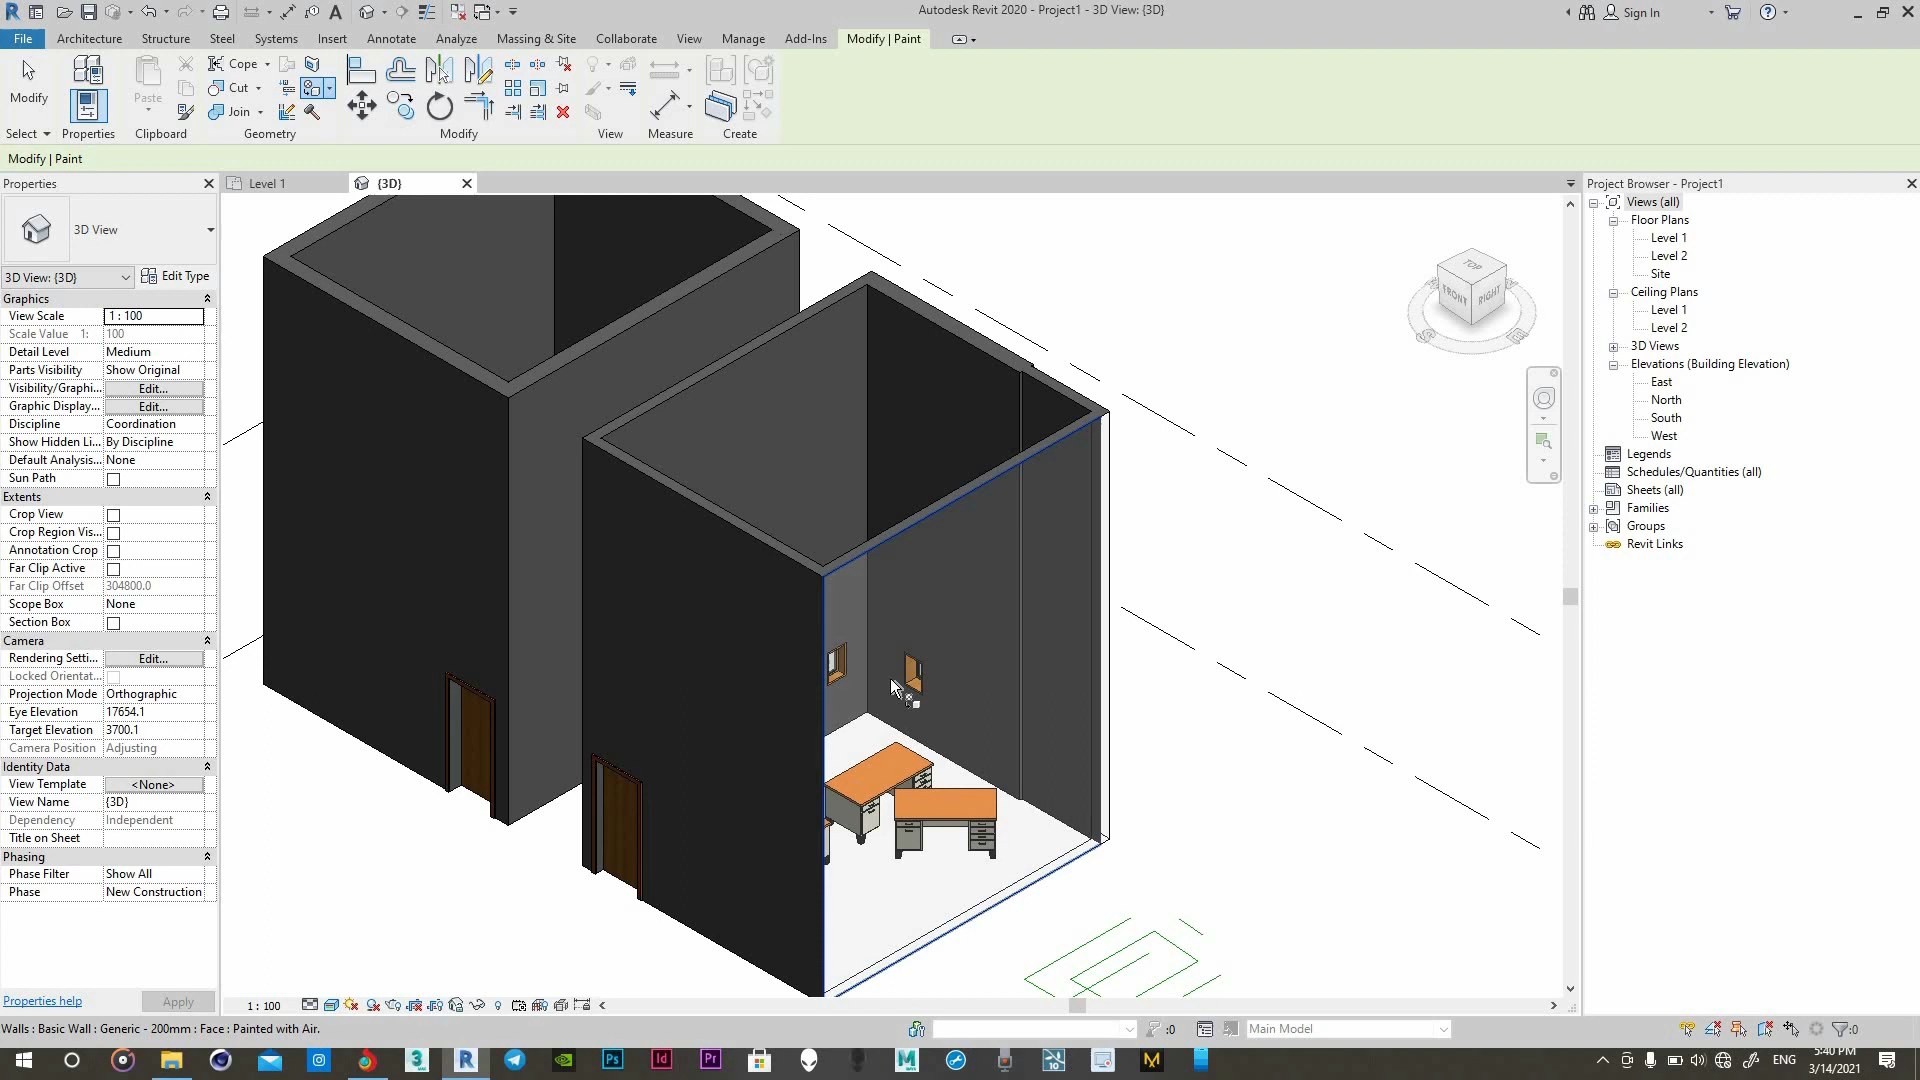 Autodesk Revit 2020 - Project1 - 3D View: {3D}
Sign In
File
Architecture
Structure
Steel
Systems
Insert
Annotate
Analyze
Massing & Site
Collaborate
View
Manage
Add-Ins
Modify | Paint
Modify
Paste
Cope
Cut
Join
Select
Properties
Clipboard
Geometry
Modify
View
Measure
Create
Modify | Paint
Properties
3D View
3D View: {3D}
Edit Type
Graphics
View Scale 1 : 100
Scale Value 1: 100
Detail Level Medium
Parts Visibility Show Original
Visibility/Graphi... Edit...
Graphic Display... Edit...
Discipline Coordination
Show Hidden Li... By Discipline
Default Analysis... None
Sun Path
Extents
Crop View
Crop Region Vis...
Annotation Crop
Far Clip Active
Far Clip Offset 304800.0
Scope Box None
Section Box
Camera
Rendering Setti... Edit...
Locked Orientat...
Projection Mode Orthographic
Eye Elevation 17654.1
Target Elevation 3700.1
Camera Position Adjusting
Identity Data
View Template <None>
View Name {3D}
Dependency Independent
Title on Sheet
Phasing
Phase Filter Show All
Phase New Construction
Properties help
Apply
Level 1
{3D}
TOP
FRONT
RIGHT
S
E
1 : 100
Project Browser - Project1
Views (all)
Floor Plans
Level 1
Level 2
Site
Ceiling Plans
Level 1
Level 2
3D Views
Elevations (Building Elevation)
East
North
South
West
Legends
Schedules/Quantities (all)
Sheets (all)
Families
Groups
Revit Links
Walls : Basic Wall : Generic - 200mm : Face : Painted with Air.
:0
Main Model
:0
ENG
5:40 PM
3/14/2021